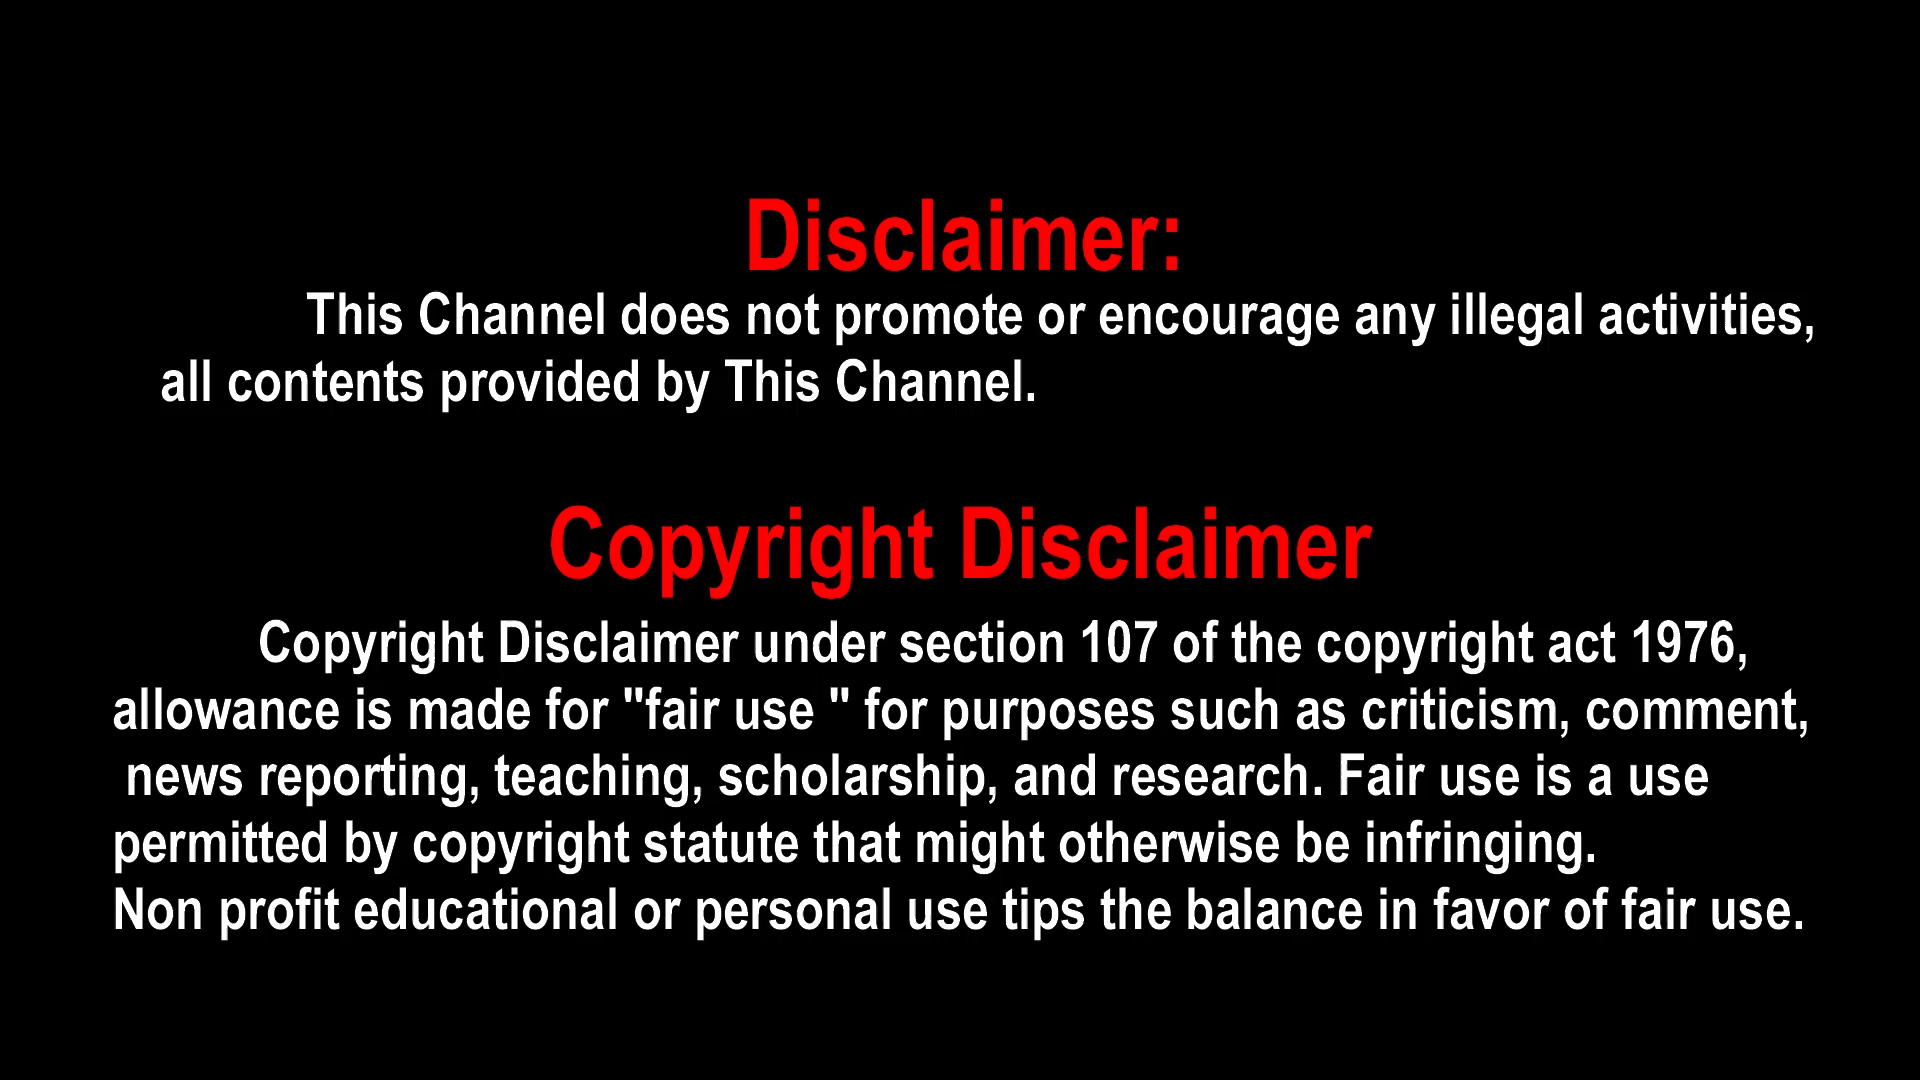 Disclaimer:
This Channel does not promote or encourage any illegal activities,
all contents provided by This Channel.
Copyright Disclaimer
Copyright Disclaimer under section 107 of the copyright act 1976,
allowance is made for "fair use " for purposes such as criticism, comment,
news reporting, teaching, scholarship, and research. Fair use is a use
permitted by copyright statute that might otherwise be infringing.
Non profit educational or personal use tips the balance in favor of fair use.